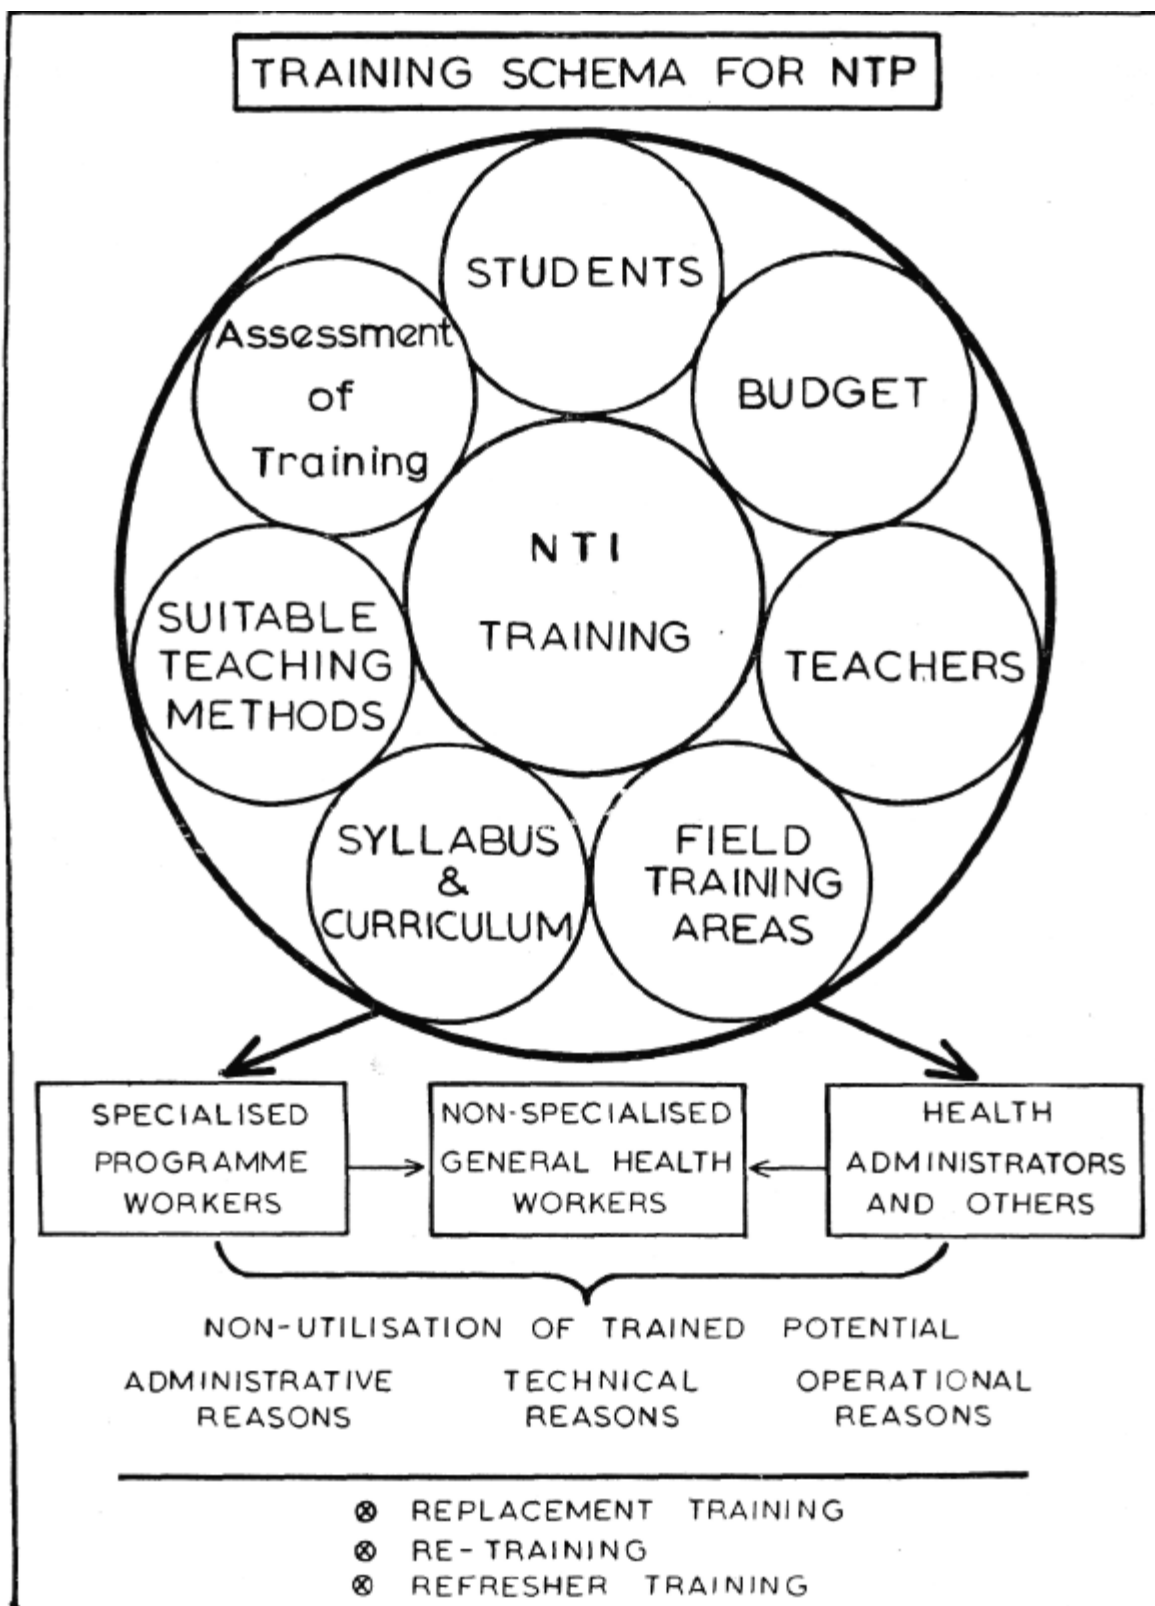 TRAINING SCHEMA FOR NTP
STUDENTS
BUDGET
TEACHERS
FIELD
TRAINING
AREAS
SYLLABUS
&
CURRICULUM
SUITABLE
TEACHING
METHODS
Assessment
of
Training
NTI
TRAINING
SPECIALISED
PROGRAMME
WORKERS
NON-SPECIALISED
GENERAL HEALTH
WORKERS
HEALTH
ADMINISTRATORS
AND OTHERS
NON-UTILISATION OF TRAINED POTENTIAL
ADMINISTRATIVE
REASONS
TECHNICAL
REASONS
OPERATIONAL
REASONS
⊗ REPLACEMENT TRAINING
⊗ RE-TRAINING
⊗ REFRESHER TRAINING